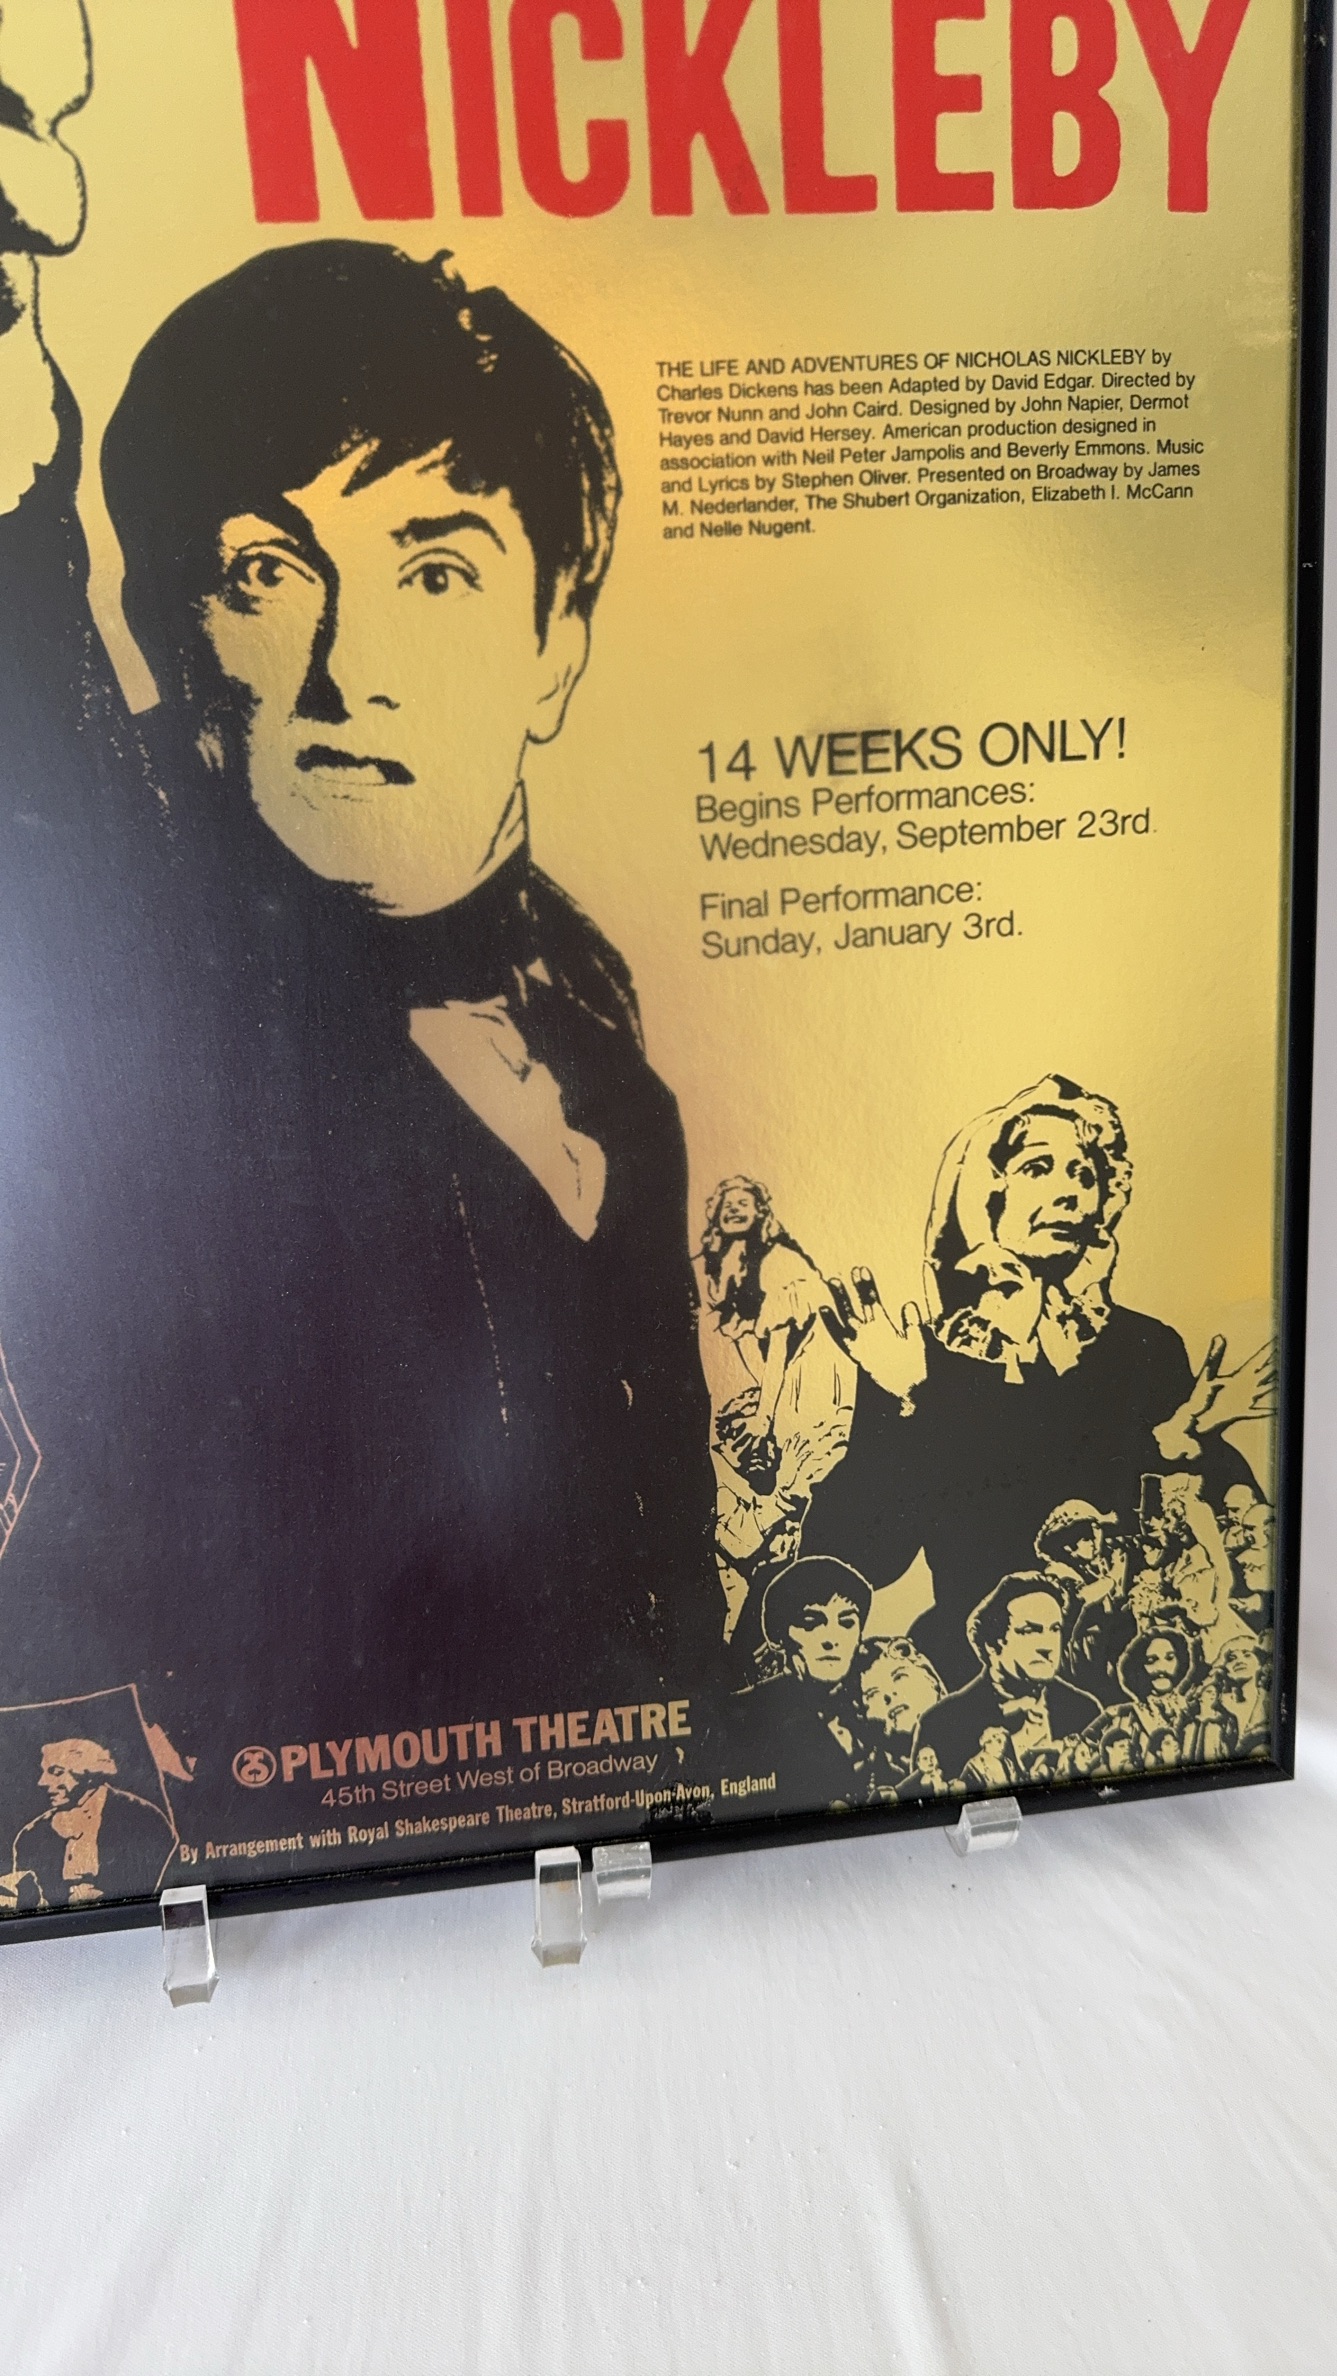 NICKLEBY
THE LIFE AND ADVENTURES OF NICHOLAS NICKLEBY by
Charles Dickens has been Adapted by David Edgar. Directed by
Trevor Nunn and John Caird. Designed by John Napier, Dermot
Hayes and David Hersey. American production designed in
association with Neil Peter Jampolis and Beverly Emmons. Music
and Lyrics by Stephen Oliver. Presented on Broadway by James
M. Nederlander, The Shubert Organization, Elizabeth I. McCann
and Nelle Nugent.
14 WEEKS ONLY!
Begins Performances:
Wednesday, September 23rd.
Final Performance:
Sunday, January 3rd.
PLYMOUTH THEATRE
45th Street West of Broadway
By Arrangement with Royal Shakespeare Theatre, Stratford-Upon-Avon, England